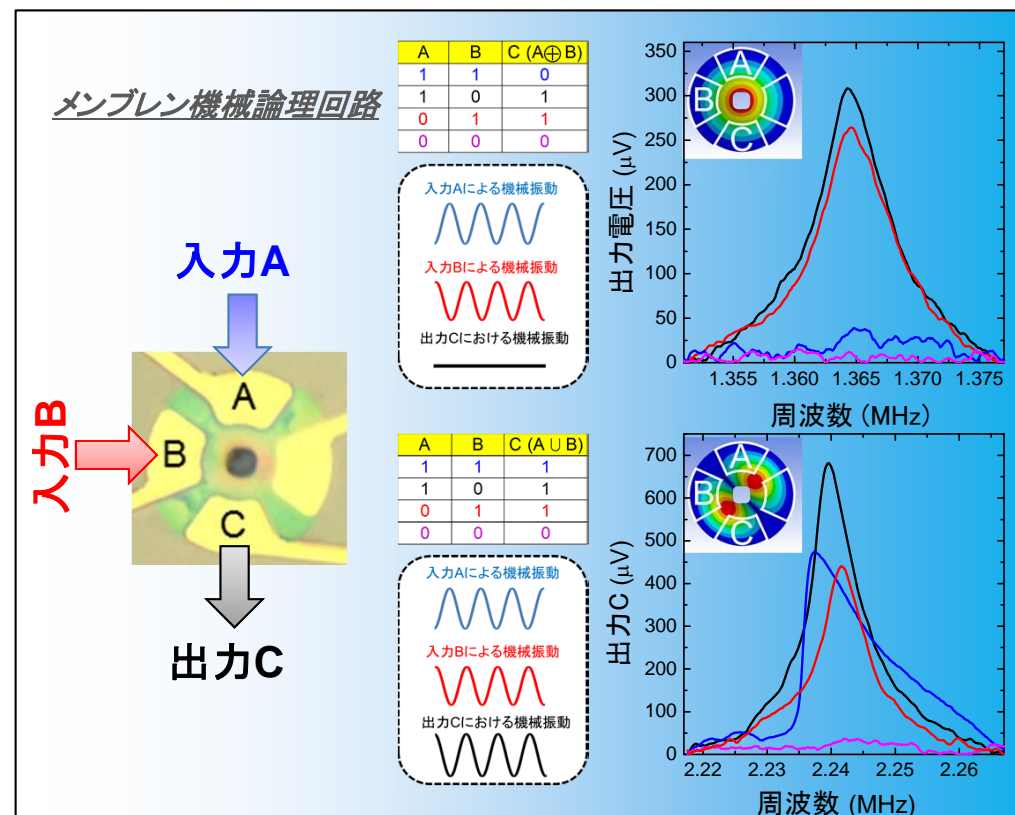 メンブレン機械論理回路
入力A
入力B
A
B
C
出力C
A B C (A⊕B)
1 1 0
1 0 1
0 1 1
0 0 0
入力Aによる機械振動
入力Bによる機械振動
出力Cにおける機械振動
350
300
250
200
150
100
50
0
出力電圧 (μV)
A
B
C
1.355 1.360 1.365 1.370 1.375
周波数 (MHz)
A B C (A∪B)
1 1 1
1 0 1
0 1 1
0 0 0
入力Aによる機械振動
入力Bによる機械振動
出力Cにおける機械振動
700
600
500
400
300
200
100
0
出力C (μV)
A
B
C
2.22 2.23 2.24 2.25 2.26
周波数 (MHz)